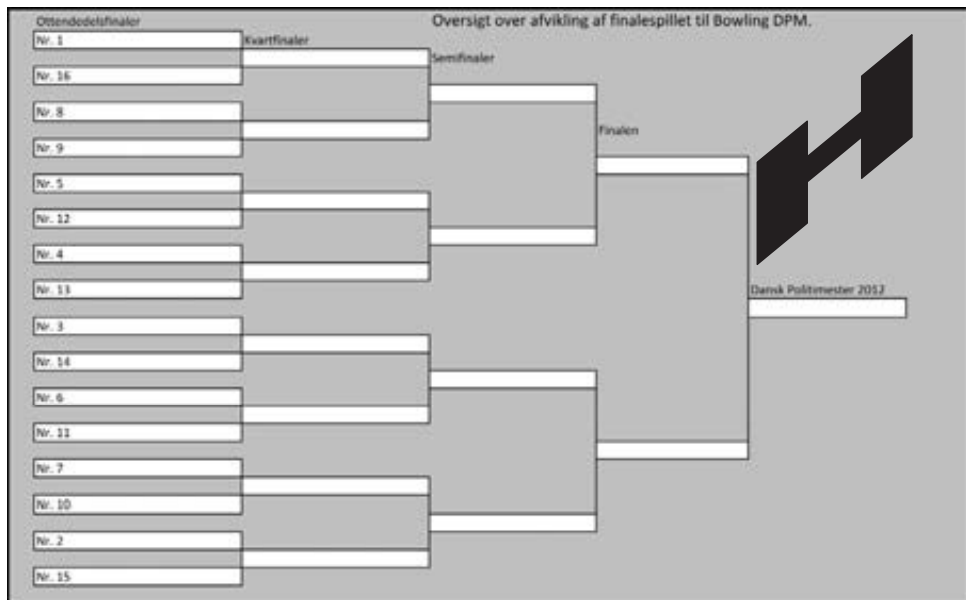 Oversigt over afvikling af finalespillet til Bowling DPM.
Ottendedelsfinaler
Nr. 1
Nr. 16
Nr. 8
Nr. 9
Nr. 5
Nr. 12
Nr. 4
Nr. 13
Nr. 3
Nr. 14
Nr. 6
Nr. 11
Nr. 7
Nr. 10
Nr. 2
Nr. 15
Kvartfinaler
Semifinaler
Finalen
Dansk Politimester 2012